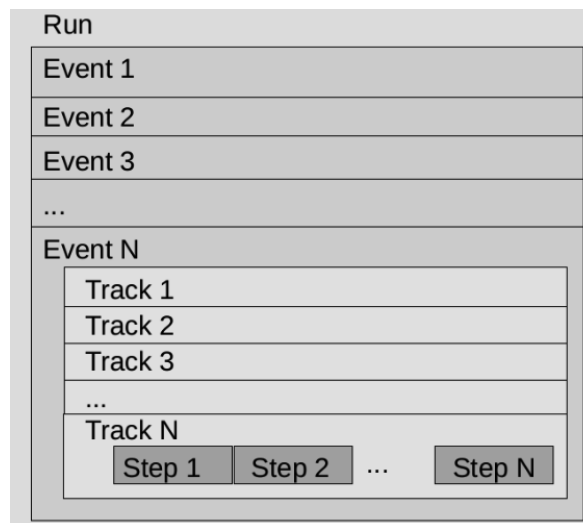 Run
Event 1
Event 2
Event 3
...
Event N
Track 1
Track 2
Track 3
...
Track N
Step 1 Step 2 ... Step N